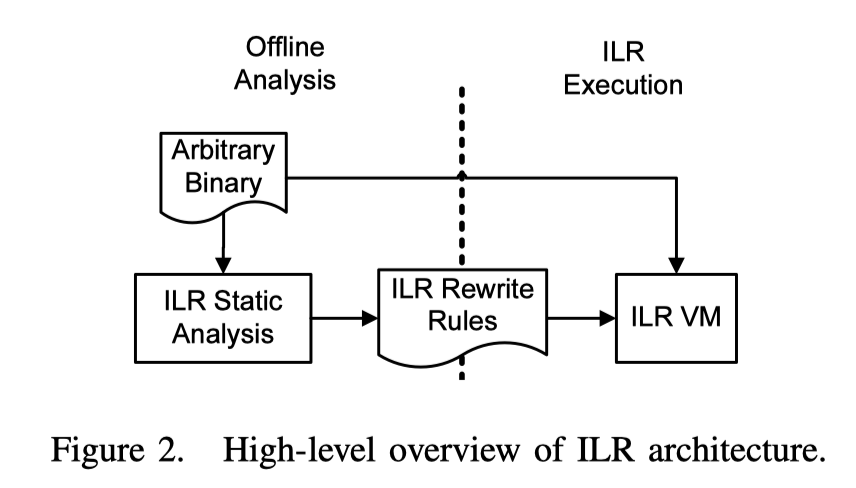 Offline
Analysis
ILR
Execution
Arbitrary
Binary
ILR Static
Analysis
ILR Rewrite
Rules
ILR VM
Figure 2. High-level overview of ILR architecture.